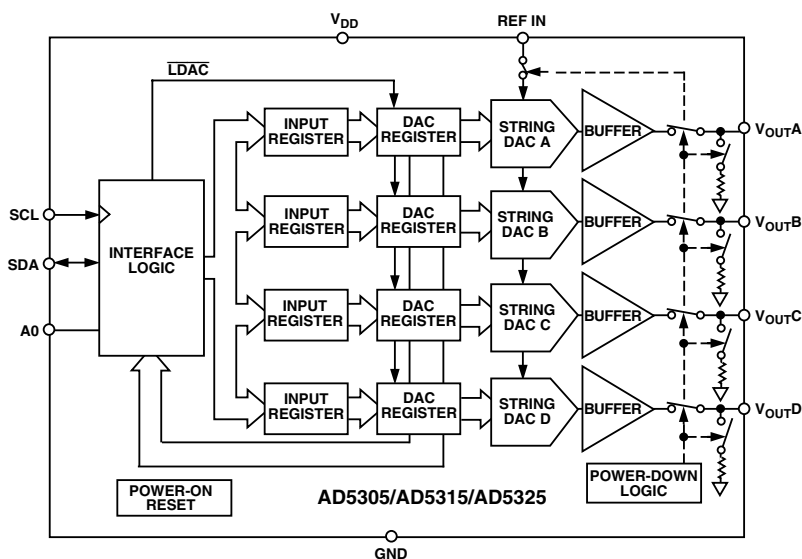 VDD
REF IN
LDAC
INPUT
REGISTER
DAC
REGISTER
STRING
DAC A
BUFFER
VOUTA
INPUT
REGISTER
DAC
REGISTER
STRING
DAC B
BUFFER
VOUTB
SCL
SDA
A0
INTERFACE
LOGIC
INPUT
REGISTER
DAC
REGISTER
STRING
DAC C
BUFFER
VOUTC
INPUT
REGISTER
DAC
REGISTER
STRING
DAC D
BUFFER
VOUTD
POWER-ON
RESET
AD5305/AD5315/AD5325
POWER-DOWN
LOGIC
GND